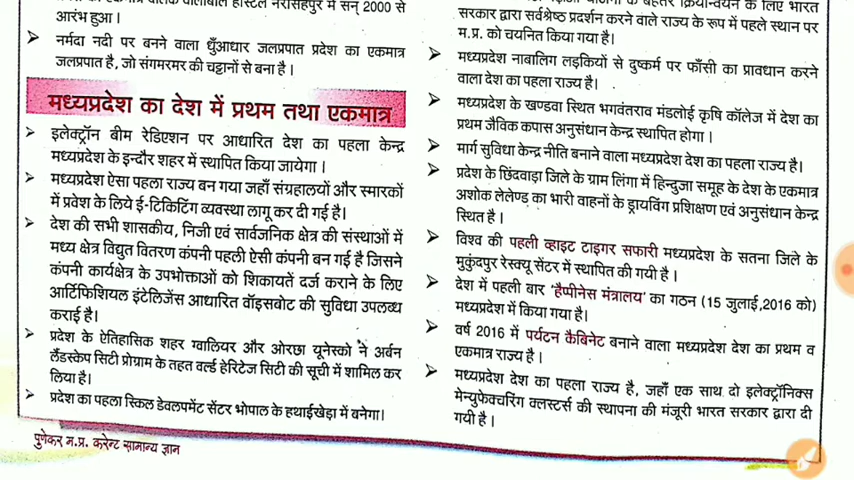 आरंभ हुआ।
➢ नर्मदा नदी पर बनने वाला धुँआधार जलप्रपात प्रदेश का एकमात्र
जलप्रपात है, जो संगमरमर की चट्टानों से बना है।
मध्यप्रदेश का देश में प्रथम तथा एकमात्र
➢ इलेक्ट्रॉन बीम रेडिएशन पर आधारित देश का पहला केन्द्र
मध्यप्रदेश के इन्दौर शहर में स्थापित किया जायेगा।
➢ मध्यप्रदेश ऐसा पहला राज्य बन गया जहाँ संग्रहालयों और स्मारकों
में प्रवेश के लिये ई-टिकिटिंग व्यवस्था लागू कर दी गई है।
➢ देश की सभी शासकीय, निजी एवं सार्वजनिक क्षेत्र की संस्थाओं में
मध्य क्षेत्र विद्युत वितरण कंपनी पहली ऐसी कंपनी बन गई है जिसने
कंपनी कार्यक्षेत्र के उपभोक्ताओं को शिकायतें दर्ज कराने के लिए
आर्टिफिशियल इंटेलिजेंस आधारित वॉइसबोट की सुविधा उपलब्ध
कराई है।
➢ प्रदेश के ऐतिहासिक शहर ग्वालियर और ओरछा यूनेस्को ने अर्बन
लैंडस्केप सिटी प्रोग्राम के तहत वर्ल्ड हेरिटेज सिटी की सूची में शामिल कर
लिया है।
➢ प्रदेश का पहला स्किल डेवलपमेंट सेंटर भोपाल के हथाईखेड़ा में बनेगा।
पुणेकर म.प्र. करेन्ट सामान्य ज्ञान
सरकार द्वारा सर्वश्रेष्ठ प्रदर्शन करने वाले राज्य के रूप में पहले स्थान पर
म.प्र. को चयनित किया गया है।
➢ मध्यप्रदेश नाबालिग लड़कियों से दुष्कर्म पर फाँसी का प्रावधान करने
वाला देश का पहला राज्य है।
➢ मध्यप्रदेश के खण्डवा स्थित भगवंतराव मंडलोई कृषि कॉलेज में देश का
प्रथम जैविक कपास अनुसंधान केन्द्र स्थापित होगा।
➢ मार्ग सुविधा केन्द्र नीति बनाने वाला मध्यप्रदेश देश का पहला राज्य है।
➢ प्रदेश के छिंदवाड़ा जिले के ग्राम लिंगा में हिन्दुजा समूह के देश के एकमात्र
अशोक लेलेण्ड का भारी वाहनों के ड्रायविंग प्रशिक्षण एवं अनुसंधान केन्द्र
स्थित है।
➢ विश्व की पहली व्हाइट टाइगर सफारी मध्यप्रदेश के सतना जिले के
मुकुंदपुर रेस्क्यू सेंटर में स्थापित की गयी है।
➢ देश में पहली बार 'हैप्पीनेस मंत्रालय' का गठन (15 जुलाई,2016 को)
मध्यप्रदेश में किया गया है।
➢ वर्ष 2016 में पर्यटन कैबिनेट बनाने वाला मध्यप्रदेश देश का प्रथम व
एकमात्र राज्य है।
➢ मध्यप्रदेश देश का पहला राज्य है, जहाँ एक साथ दो इलेक्ट्रॉनिक्स
मेन्युफेक्चरिंग क्लस्टर्स की स्थापना की मंजूरी भारत सरकार द्वारा दी
गयी है।